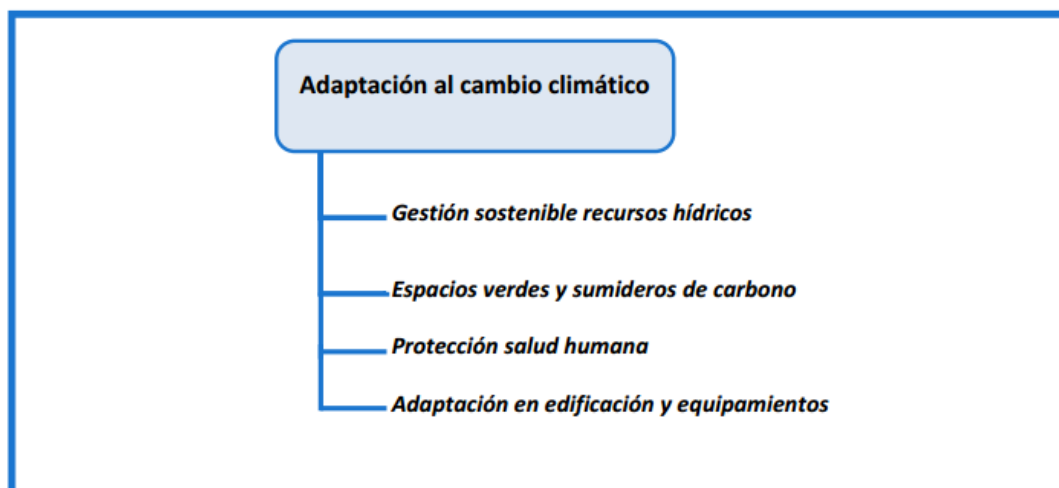 Adaptación al cambio climático
Gestión sostenible recursos hídricos
Espacios verdes y sumideros de carbono
Protección salud humana
Adaptación en edificación y equipamientos